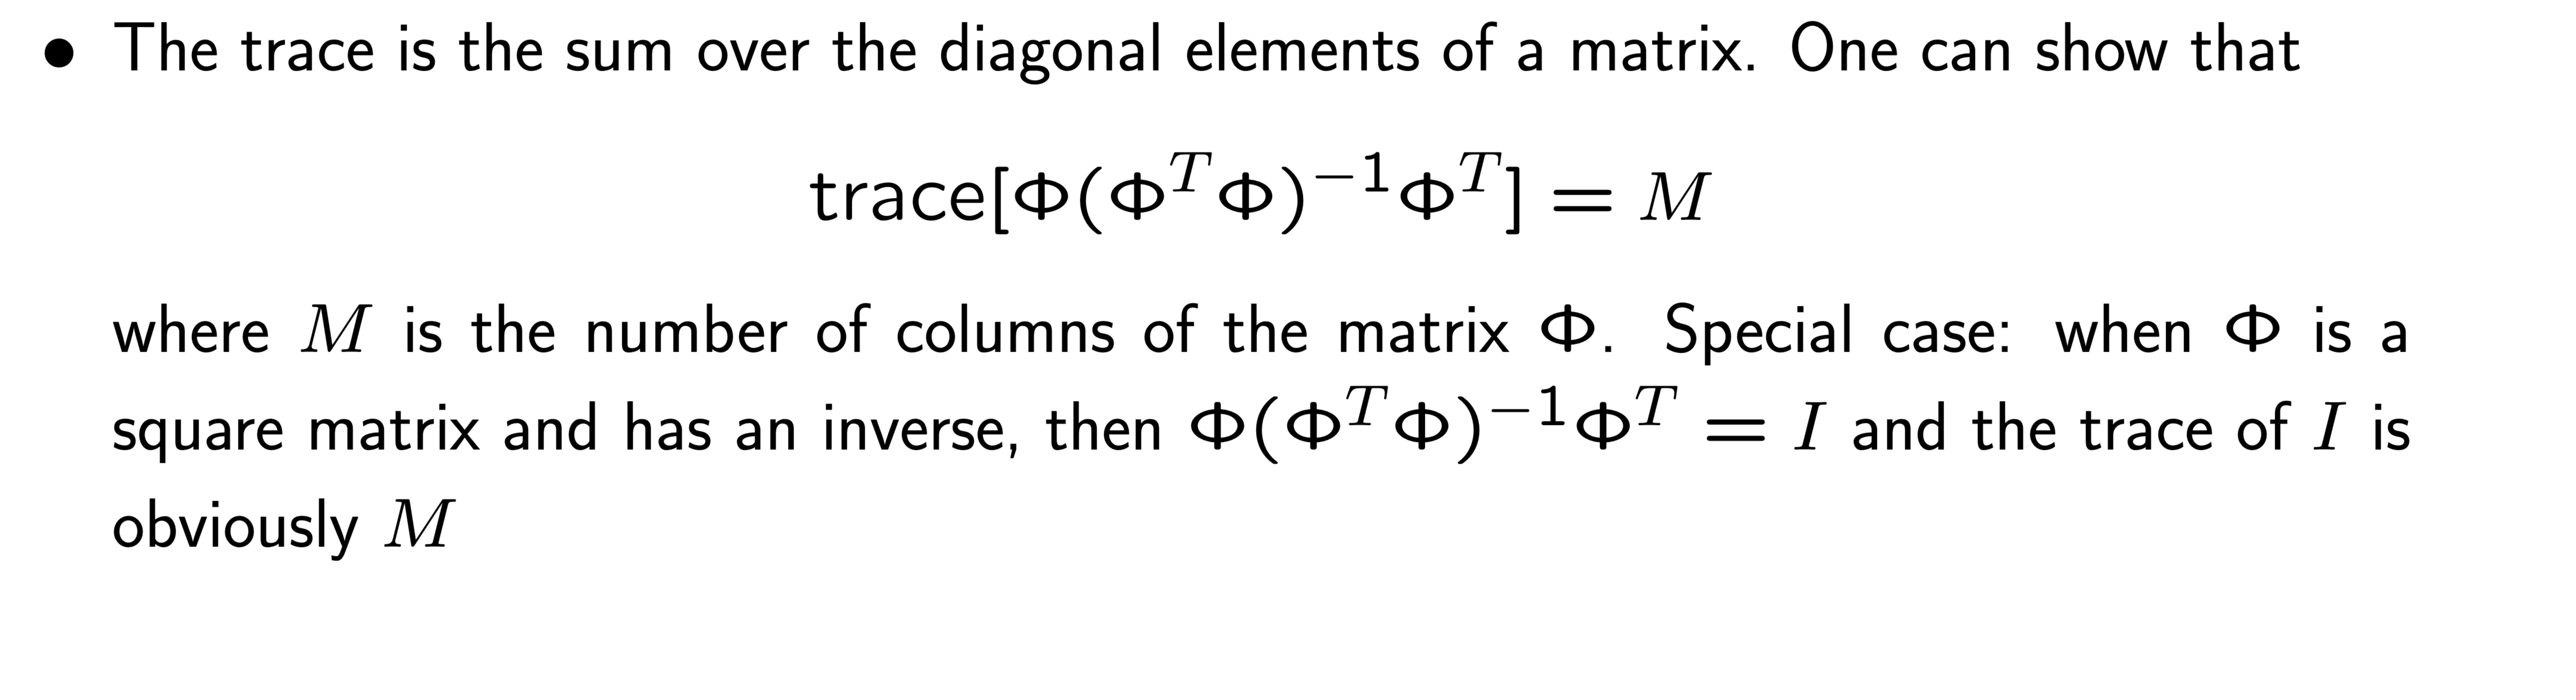 • The trace is the sum over the diagonal elements of a matrix. One can show that
trace[Φ(Φ^TΦ)^{−1}Φ^T] = M
where M is the number of columns of the matrix Φ. Special case: when Φ is a
square matrix and has an inverse, then Φ(Φ^TΦ)^{−1}Φ^T = I and the trace of I is
obviously M